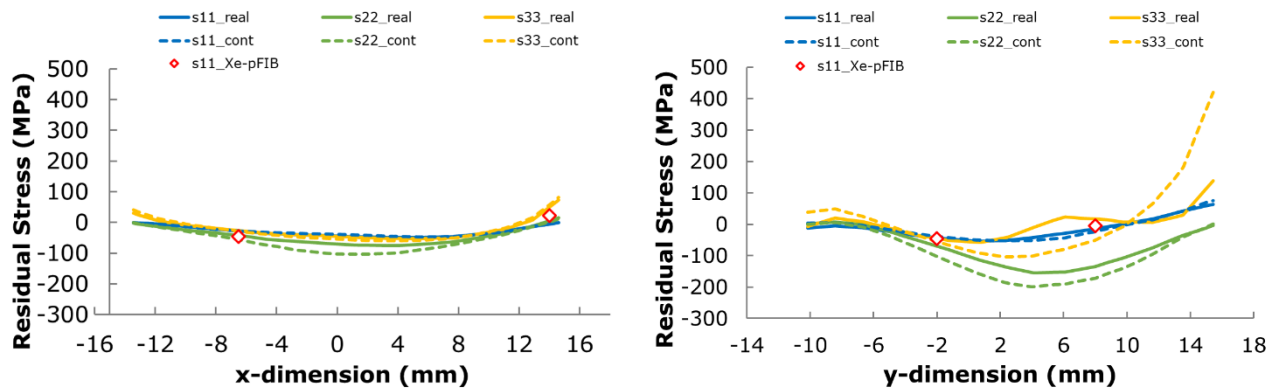 s11_real s22_real s33_real
s11_cont s22_cont s33_cont
s11_Xe-pFIB
500
400
300
200
100
0
-100
-200
-300
-16 -12 -8 -4 0 4 8 12 16
Residual Stress (MPa)
x-dimension (mm)
s11_real s22_real s33_real
s11_cont s22_cont s33_cont
s11_Xe-pFIB
500
400
300
200
100
0
-100
-200
-300
-14 -10 -6 -2 2 6 10 14 18
Residual Stress (MPa)
y-dimension (mm)